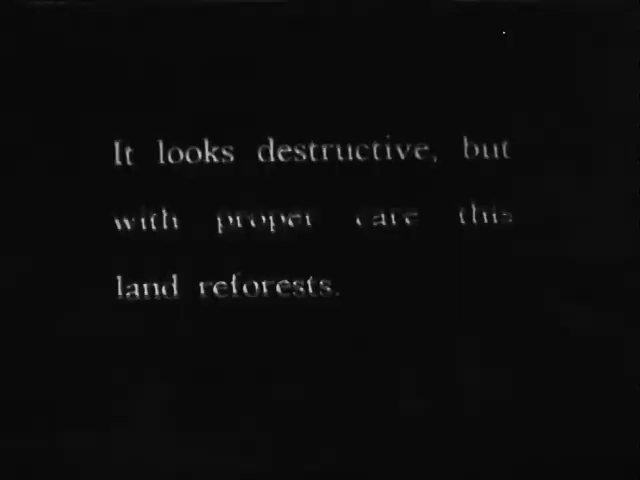 It looks destructive, but
with proper care this
land reforests.